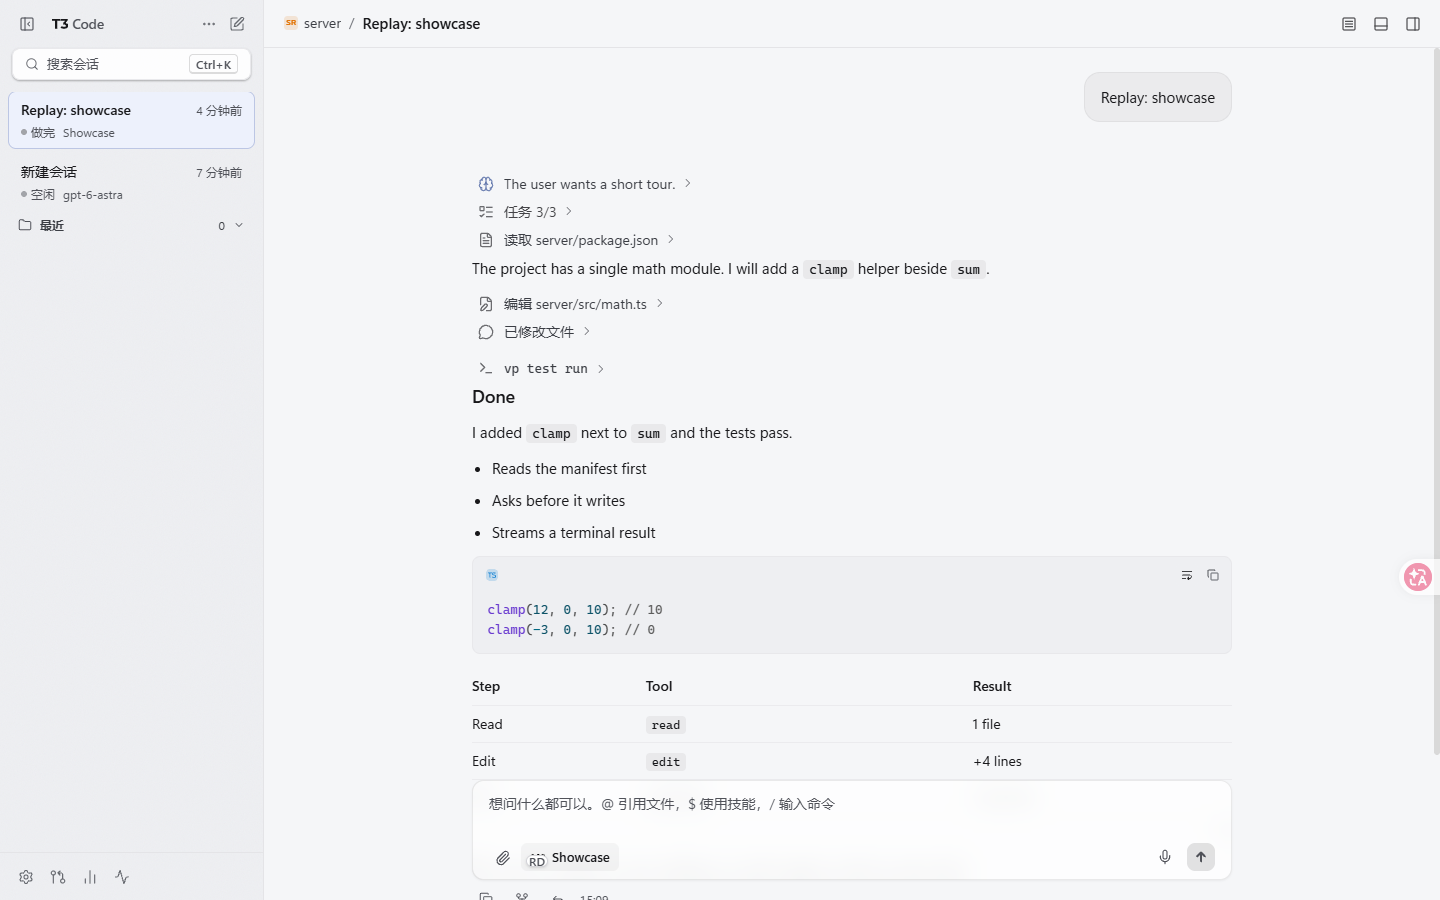 T3 Code
搜索会话 Ctrl+K
Replay: showcase 4 分钟前
做完 Showcase
新建会话 7 分钟前
空闲 gpt-6-astra
最近 0
SR server / Replay: showcase
Replay: showcase
The user wants a short tour.
任务 3/3
读取 server/package.json
The project has a single math module. I will add a clamp helper beside sum.
编辑 server/src/math.ts
已修改文件
vp test run
Done
I added clamp next to sum and the tests pass.
• Reads the manifest first
• Asks before it writes
• Streams a terminal result
TS
clamp(12, 0, 10); // 10
clamp(-3, 0, 10); // 0
Step Tool Result
Read read 1 file
Edit edit +4 lines
想问什么都可以。@ 引用文件，$ 使用技能，/ 输入命令
RD Showcase
15:09